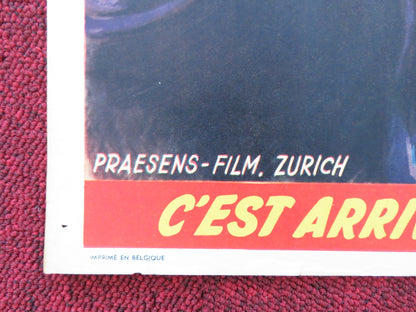 PRAESENS-FILM, ZURICH
C'EST ARRI
IMPRIMÉ EN BELGIQUE